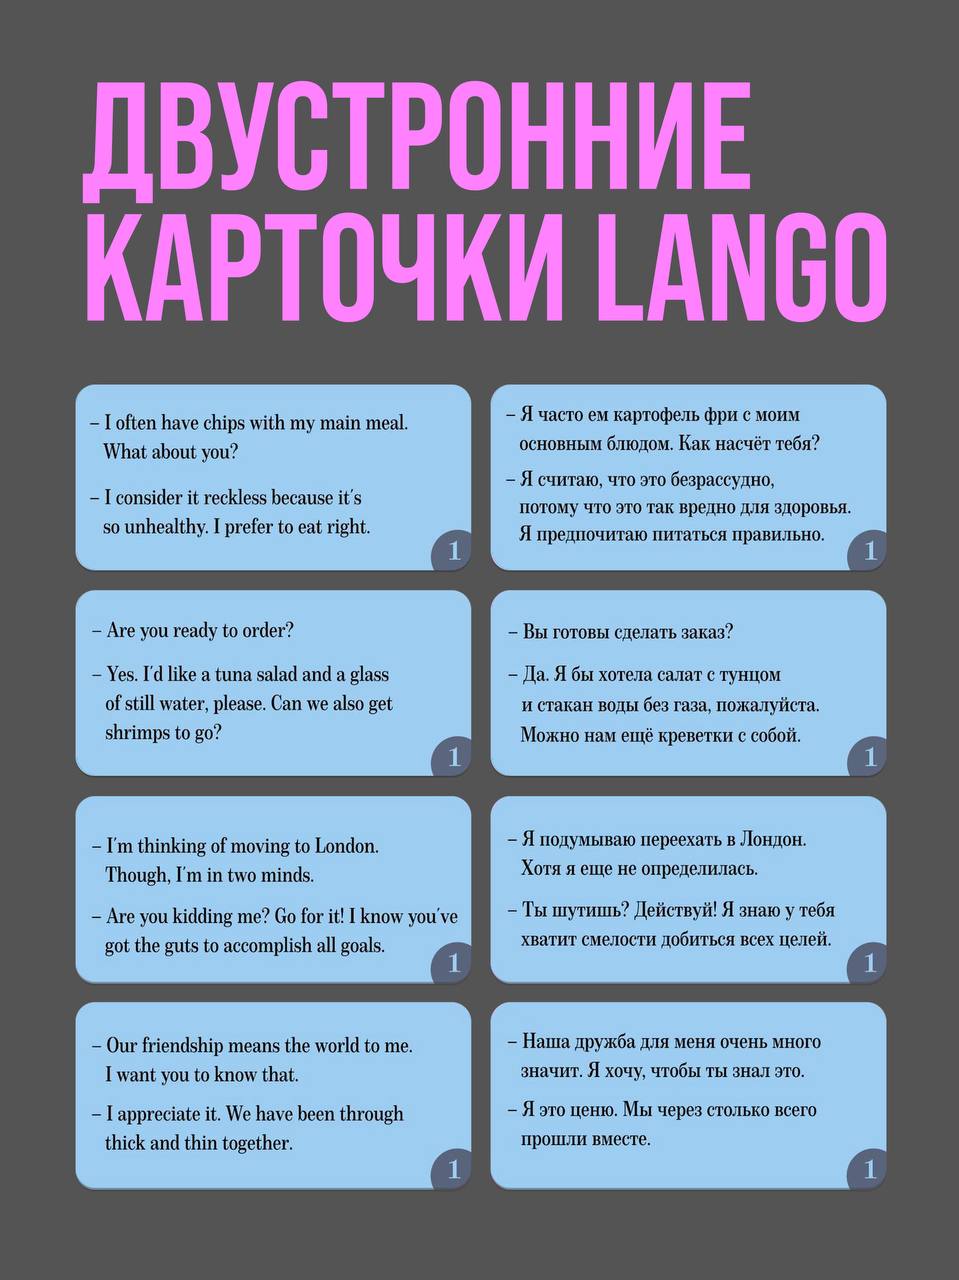 ДВУСТРОННИЕ
КАРТОЧКИ LANGO
– I often have chips with my main meal.
What about you?
– I consider it reckless because it's
so unhealthy. I prefer to eat right.
1
– Я часто ем картофель фри с моим
основным блюдом. Как насчёт тебя?
– Я считаю, что это безрассудно,
потому что это так вредно для здоровья.
Я предпочитаю питаться правильно.
1
– Are you ready to order?
– Yes. I'd like a tuna salad and a glass
of still water, please. Can we also get
shrimps to go?
1
– Вы готовы сделать заказ?
– Да. Я бы хотела салат с тунцом
и стакан воды без газа, пожалуйста.
Можно нам ещё креветки с собой.
1
– I'm thinking of moving to London.
Though, I'm in two minds.
– Are you kidding me? Go for it! I know you've
got the guts to accomplish all goals.
1
– Я подумываю переехать в Лондон.
Хотя я еще не определилась.
– Ты шутишь? Действуй! Я знаю у тебя
хватит смелости добиться всех целей.
1
– Our friendship means the world to me.
I want you to know that.
– I appreciate it. We have been through
thick and thin together.
1
– Наша дружба для меня очень много
значит. Я хочу, чтобы ты знал это.
– Я это ценю. Мы через столько всего
прошли вместе.
1